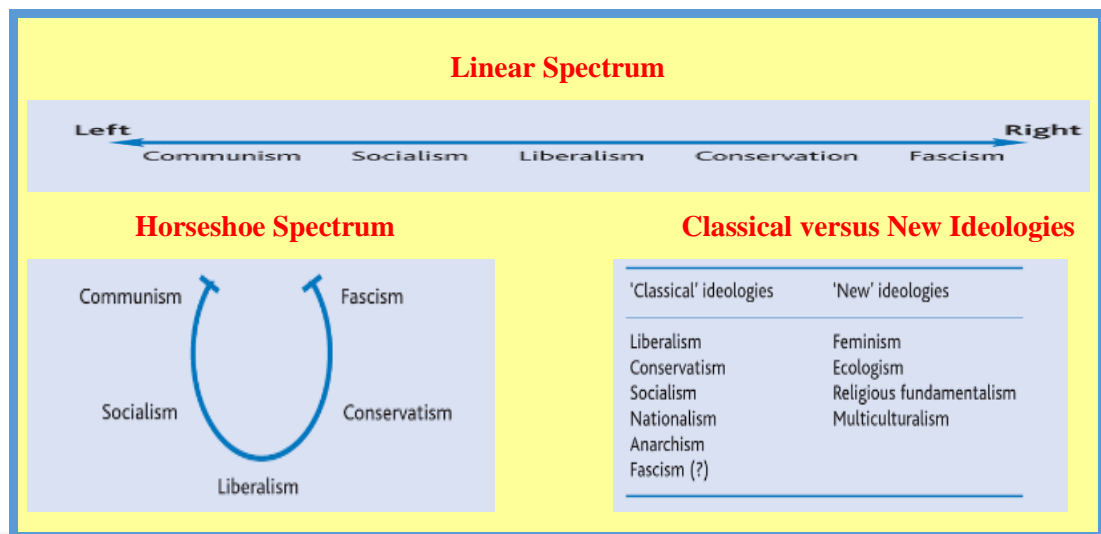 Linear Spectrum
Left Right
Communism Socialism Liberalism Conservation Fascism
Horseshoe Spectrum
Communism Fascism
Socialism Conservatism
Liberalism
Classical versus New Ideologies
'Classical' ideologies 'New' ideologies
Liberalism Feminism
Conservatism Ecologism
Socialism Religious fundamentalism
Nationalism Multiculturalism
Anarchism
Fascism (?)